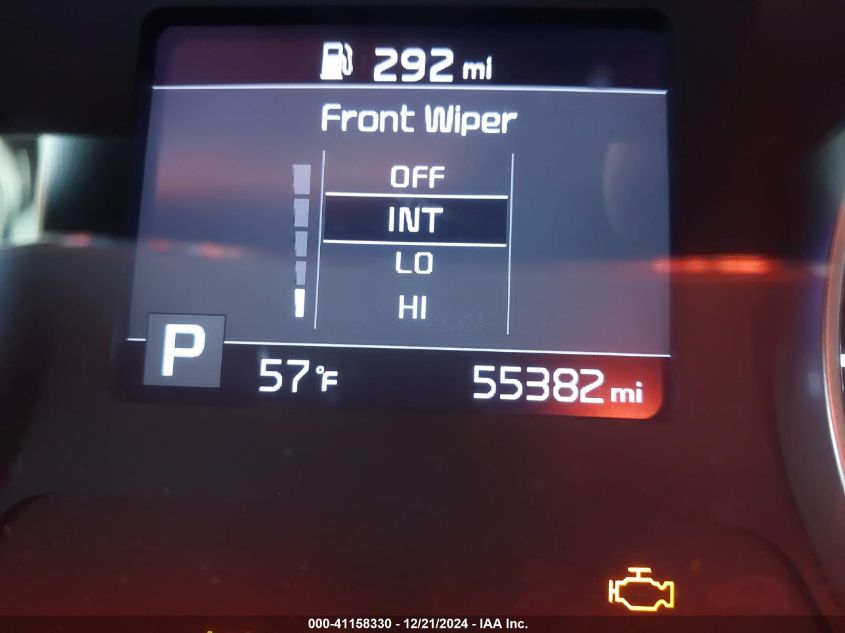 292 mi
Front Wiper
OFF
INT
LO
HI
P
57°F
55382 mi
000-41158330 - 12/21/2024 - IAA Inc.